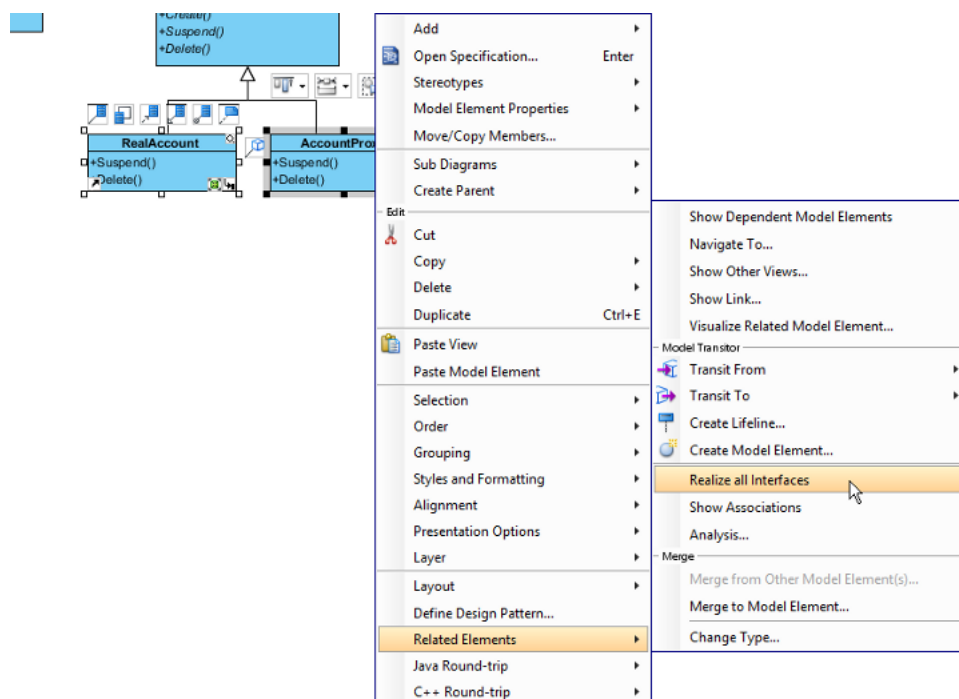 +Create()
+Suspend()
+Delete()
RealAccount
+Suspend()
+Delete()
AccountProx
+Suspend()
+Delete()
Add
Open Specification... Enter
Stereotypes
Model Element Properties
Move/Copy Members...
Sub Diagrams
Create Parent
Edit
Cut
Copy
Delete
Duplicate Ctrl+E
Paste View
Paste Model Element
Selection
Order
Grouping
Styles and Formatting
Alignment
Presentation Options
Layer
Layout
Define Design Pattern...
Related Elements
Java Round-trip
C++ Round-trip
Show Dependent Model Elements
Navigate To...
Show Other Views...
Show Link...
Visualize Related Model Element...
Model Transitor
Transit From
Transit To
Create Lifeline...
Create Model Element...
Realize all Interfaces
Show Associations
Analysis...
Merge
Merge from Other Model Element(s)...
Merge to Model Element...
Change Type...